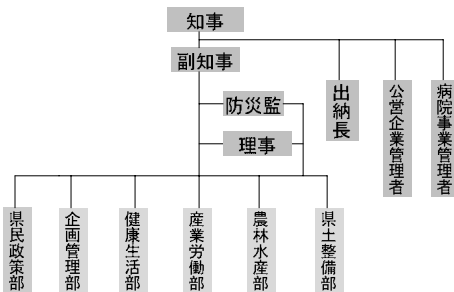 知事
副知事
防災監
理事
出納長
公営企業管理者
病院事業管理者
県民政策部
企画管理部
健康生活部
産業労働部
農林水産部
県土整備部